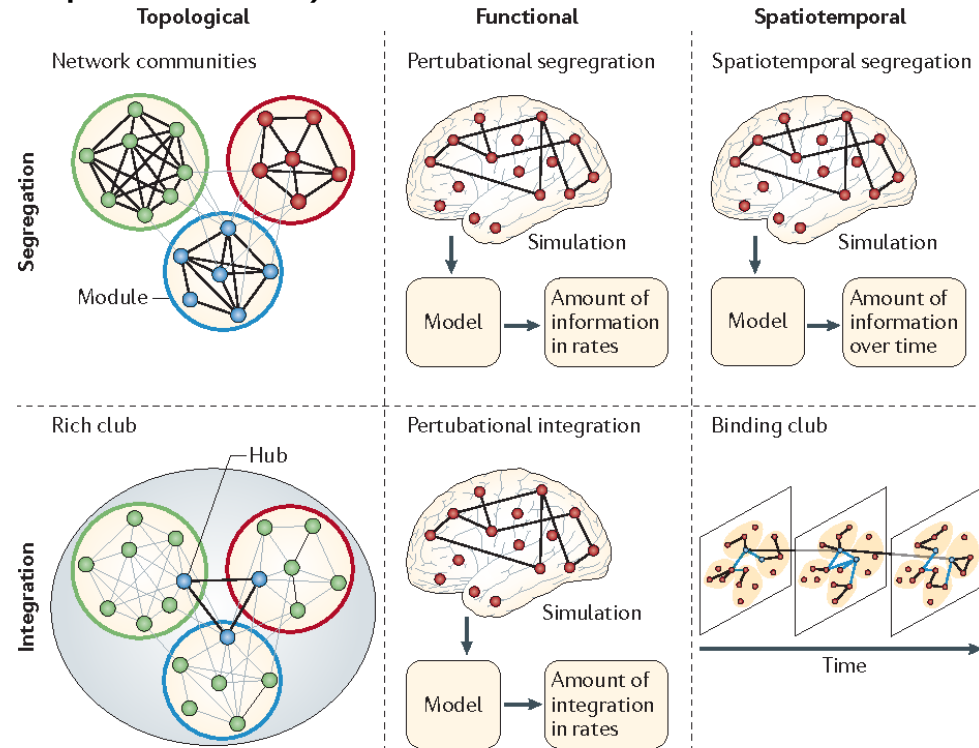 Topological
Functional
Spatiotemporal
Segregation
Network communities
Module
Pertubational segregration
Simulation
Model
Amount of
information
in rates
Spatiotemporal segregation
Simulation
Model
Amount of
information
over time
Integration
Rich club
Hub
Pertubational integration
Simulation
Model
Amount of
integration
in rates
Binding club
Time